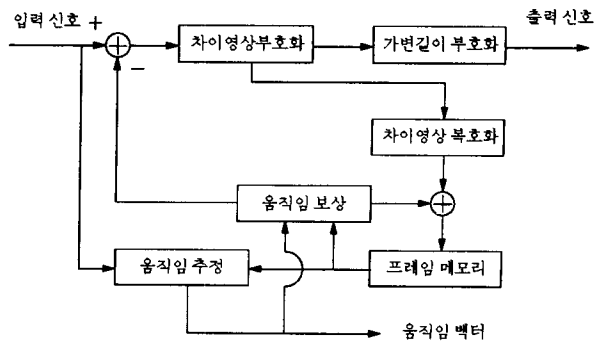 입력 신호 +
출력 신호
차이영상부호화
가변길이 부호화
−
차이영상 복호화
움직임 보상
움직임 추정
프레임 메모리
움직임 벡터